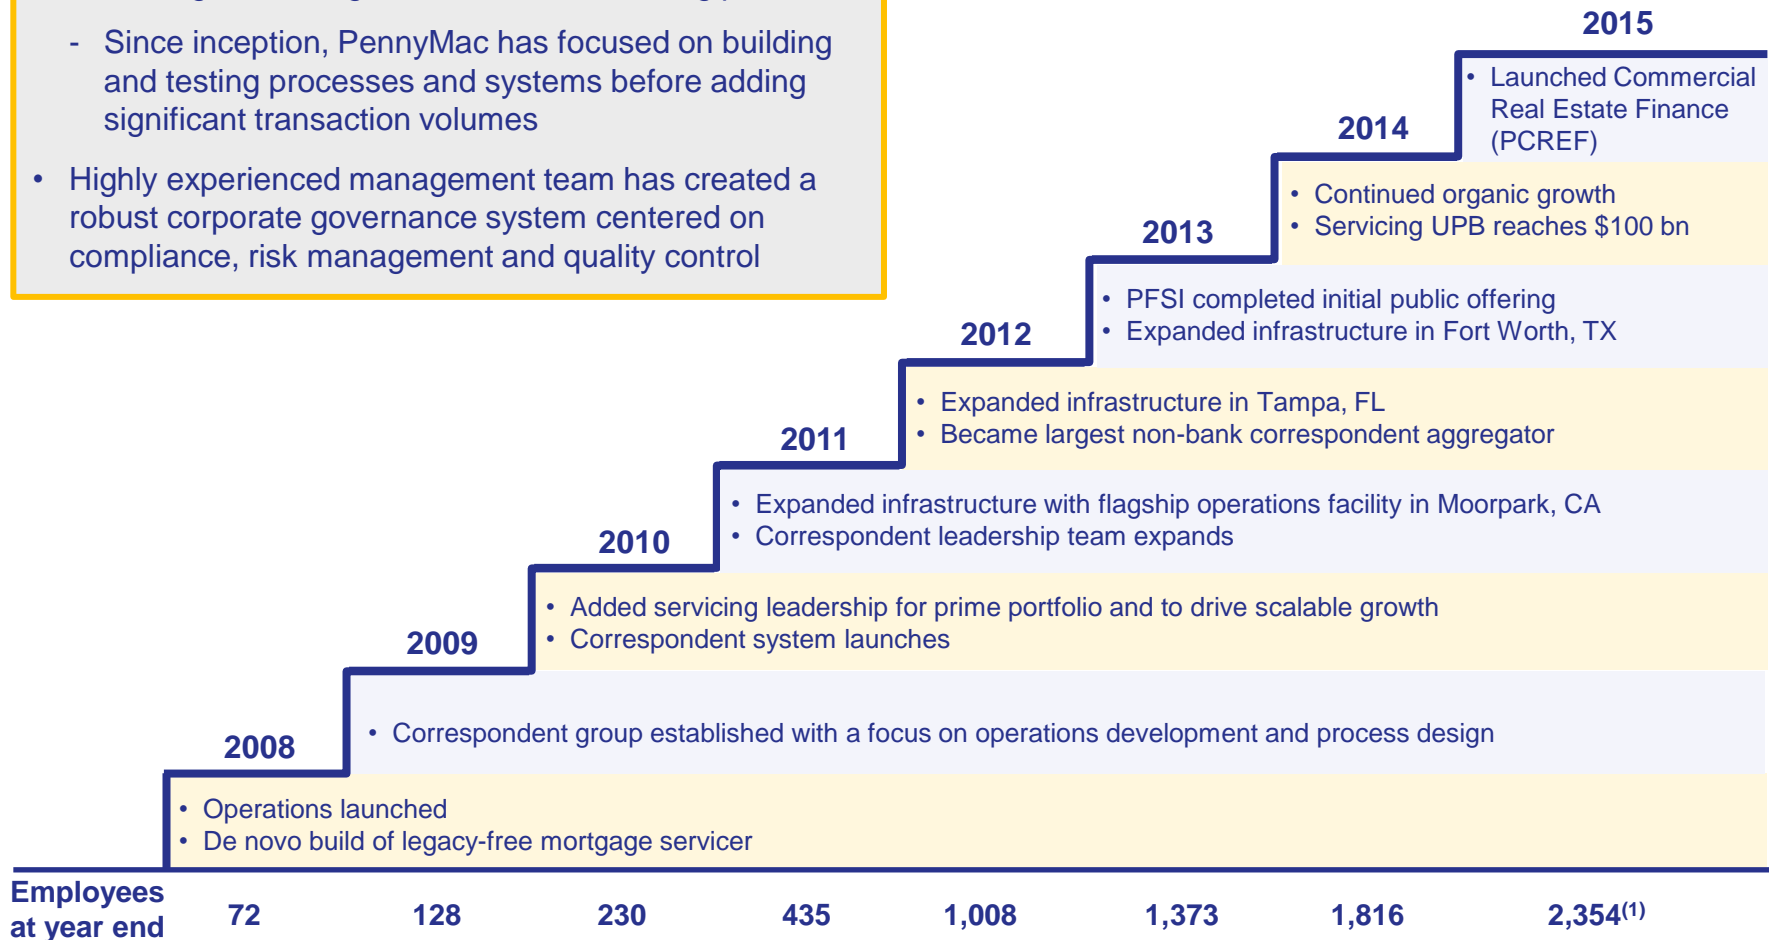 - Since inception, PennyMac has focused on building
and testing processes and systems before adding
significant transaction volumes
• Highly experienced management team has created a
robust corporate governance system centered on
compliance, risk management and quality control
2015
• Launched Commercial
Real Estate Finance
(PCREF)
2014
• Continued organic growth
• Servicing UPB reaches $100 bn
2013
• PFSI completed initial public offering
• Expanded infrastructure in Fort Worth, TX
2012
• Expanded infrastructure in Tampa, FL
• Became largest non-bank correspondent aggregator
2011
• Expanded infrastructure with flagship operations facility in Moorpark, CA
• Correspondent leadership team expands
2010
• Added servicing leadership for prime portfolio and to drive scalable growth
• Correspondent system launches
2009
• Correspondent group established with a focus on operations development and process design
2008
• Operations launched
• De novo build of legacy-free mortgage servicer
Employees
at year end
72 128 230 435 1,008 1,373 1,816 2,354(1)